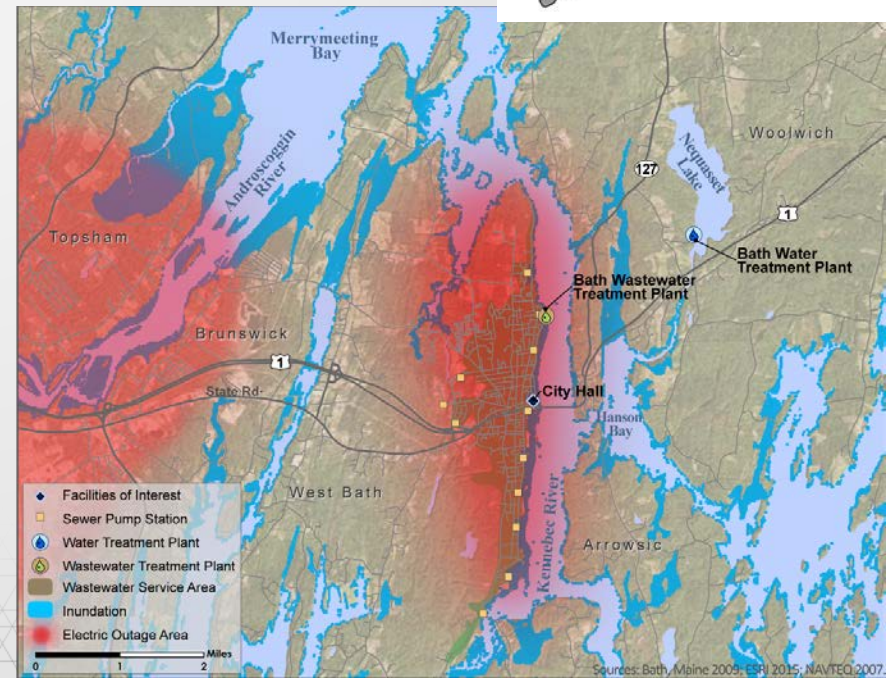 Merrymeeting
Bay
Androscoggin
River
Topsham
Brunswick
1
State Rd
West Bath
Woolwich
Nequasset
Lake
127
1
Bath Water
Treatment Plant
Bath Wastewater
Treatment Plant
City Hall
Hanson
Bay
Kennebec River
Arrowsic
Facilities of Interest
Sewer Pump Station
Water Treatment Plant
Wastewater Treatment Plant
Wastewater Service Area
Inundation
Electric Outage Area
Miles
0 1 2
Sources: Bath, Maine 2009; ESRI 2015; NAVTEQ 2007.